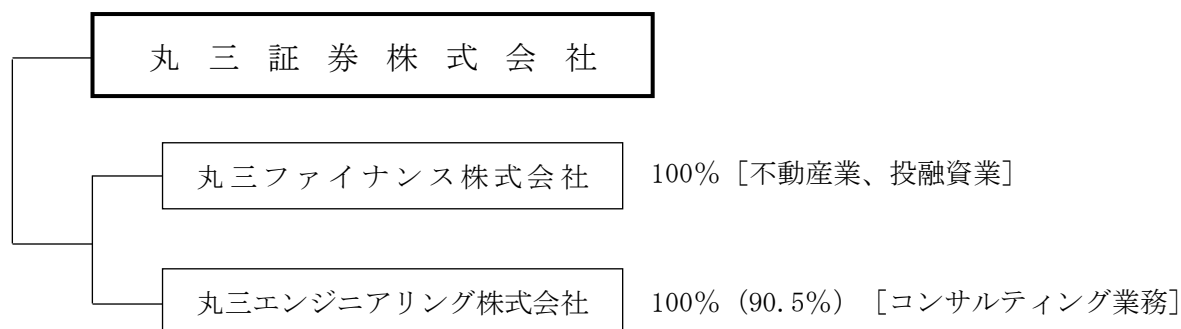 丸三証券株式会社
丸三ファイナンス株式会社 100% [不動産業、投融資業]
丸三エンジニアリング株式会社 100% (90.5%) [コンサルティング業務]